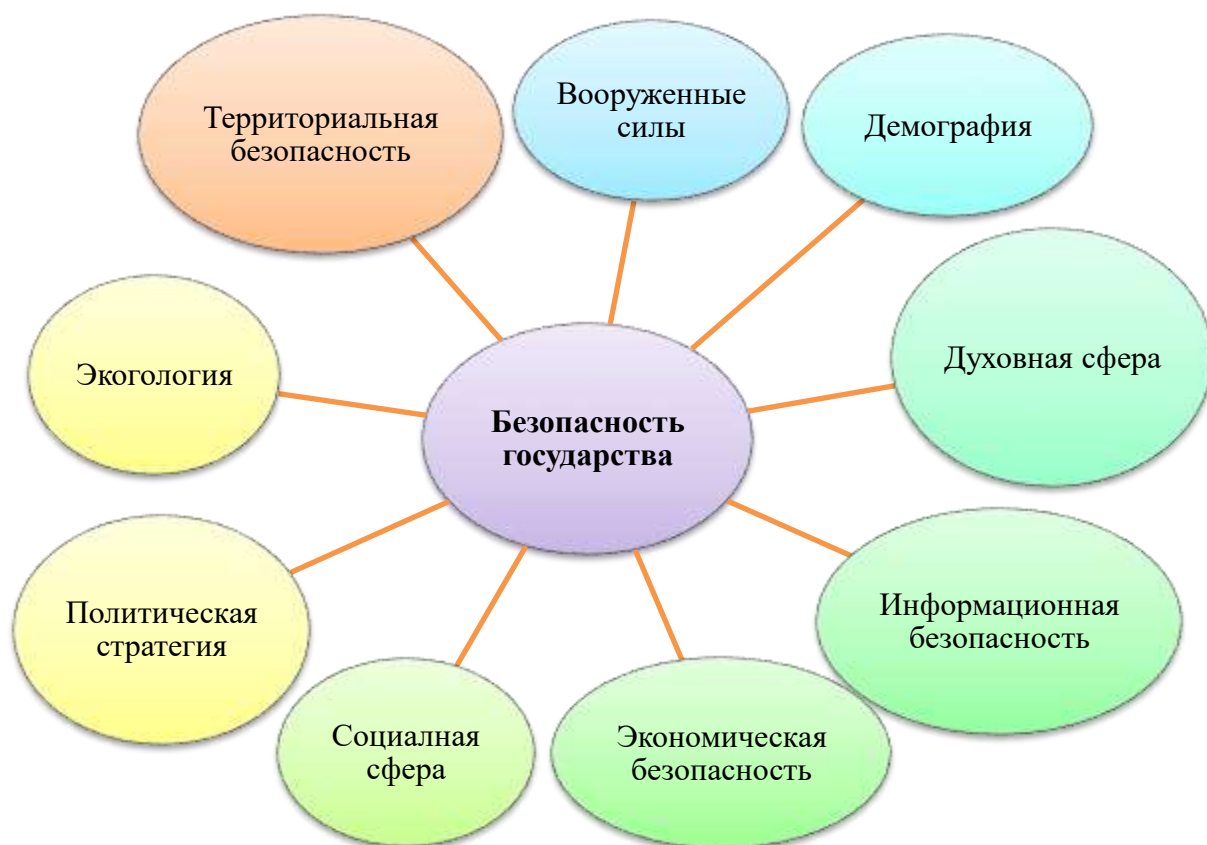 Территориальная
безопасность
Вооруженные
силы
Демография
Духовная сфера
Экогология
Безопасность
государства
Политическая
стратегия
Информационная
безопасность
Социалная
сфера
Экономическая
безопасность